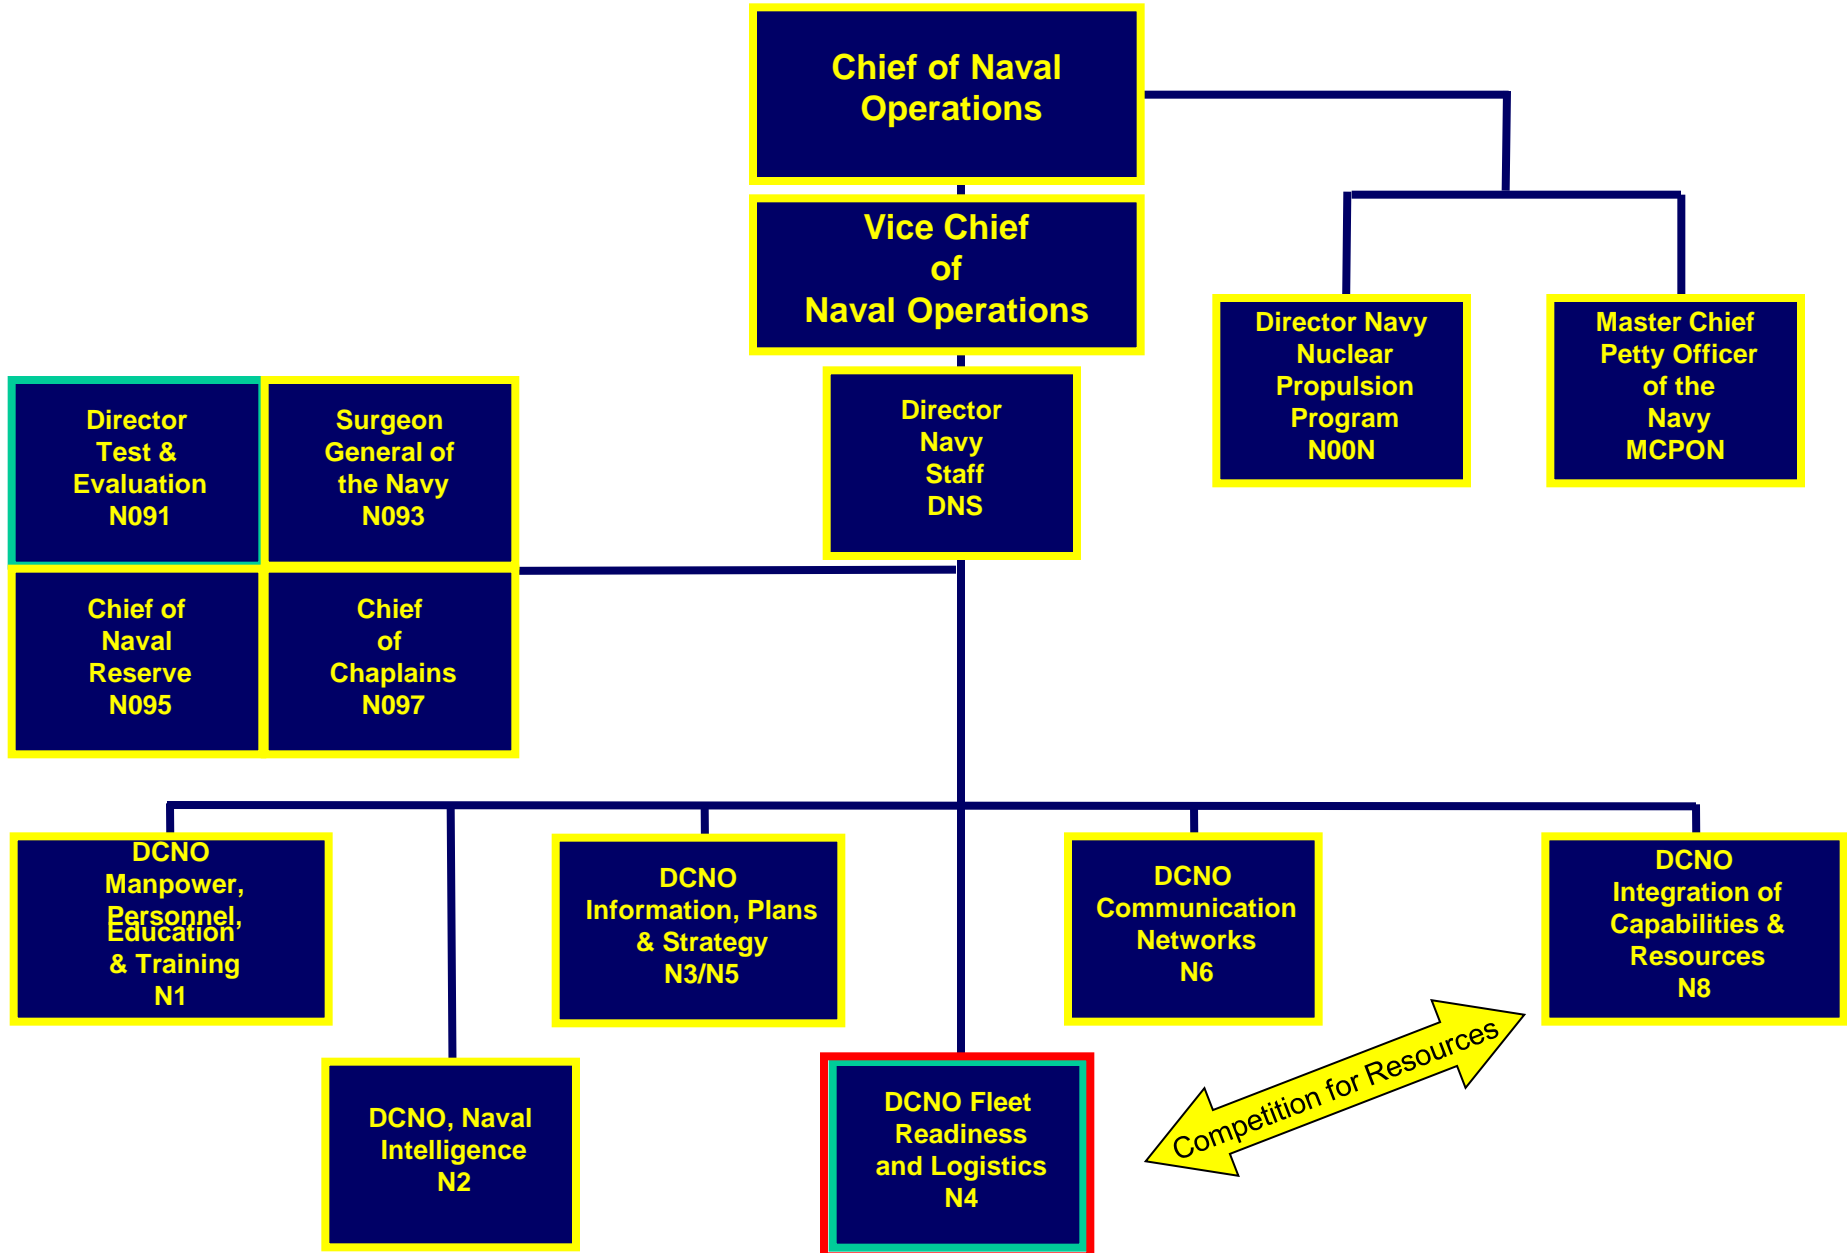 Chief of Naval
Operations
Vice Chief
of
Naval Operations
Director Navy
Nuclear
Propulsion
Program
N00N
Master Chief
Petty Officer
of the
Navy
MCPON
Director
Navy
Staff
DNS
Director
Test &
Evaluation
N091
Surgeon
General of
the Navy
N093
Chief of
Naval
Reserve
N095
Chief
of
Chaplains
N097
DCNO
Manpower,
Personnel,
Education
& Training
N1
DCNO
Information, Plans
& Strategy
N3/N5
DCNO
Communication
Networks
N6
DCNO
Integration of
Capabilities &
Resources
N8
DCNO, Naval
Intelligence
N2
DCNO Fleet
Readiness
and Logistics
N4
Competition for Resources